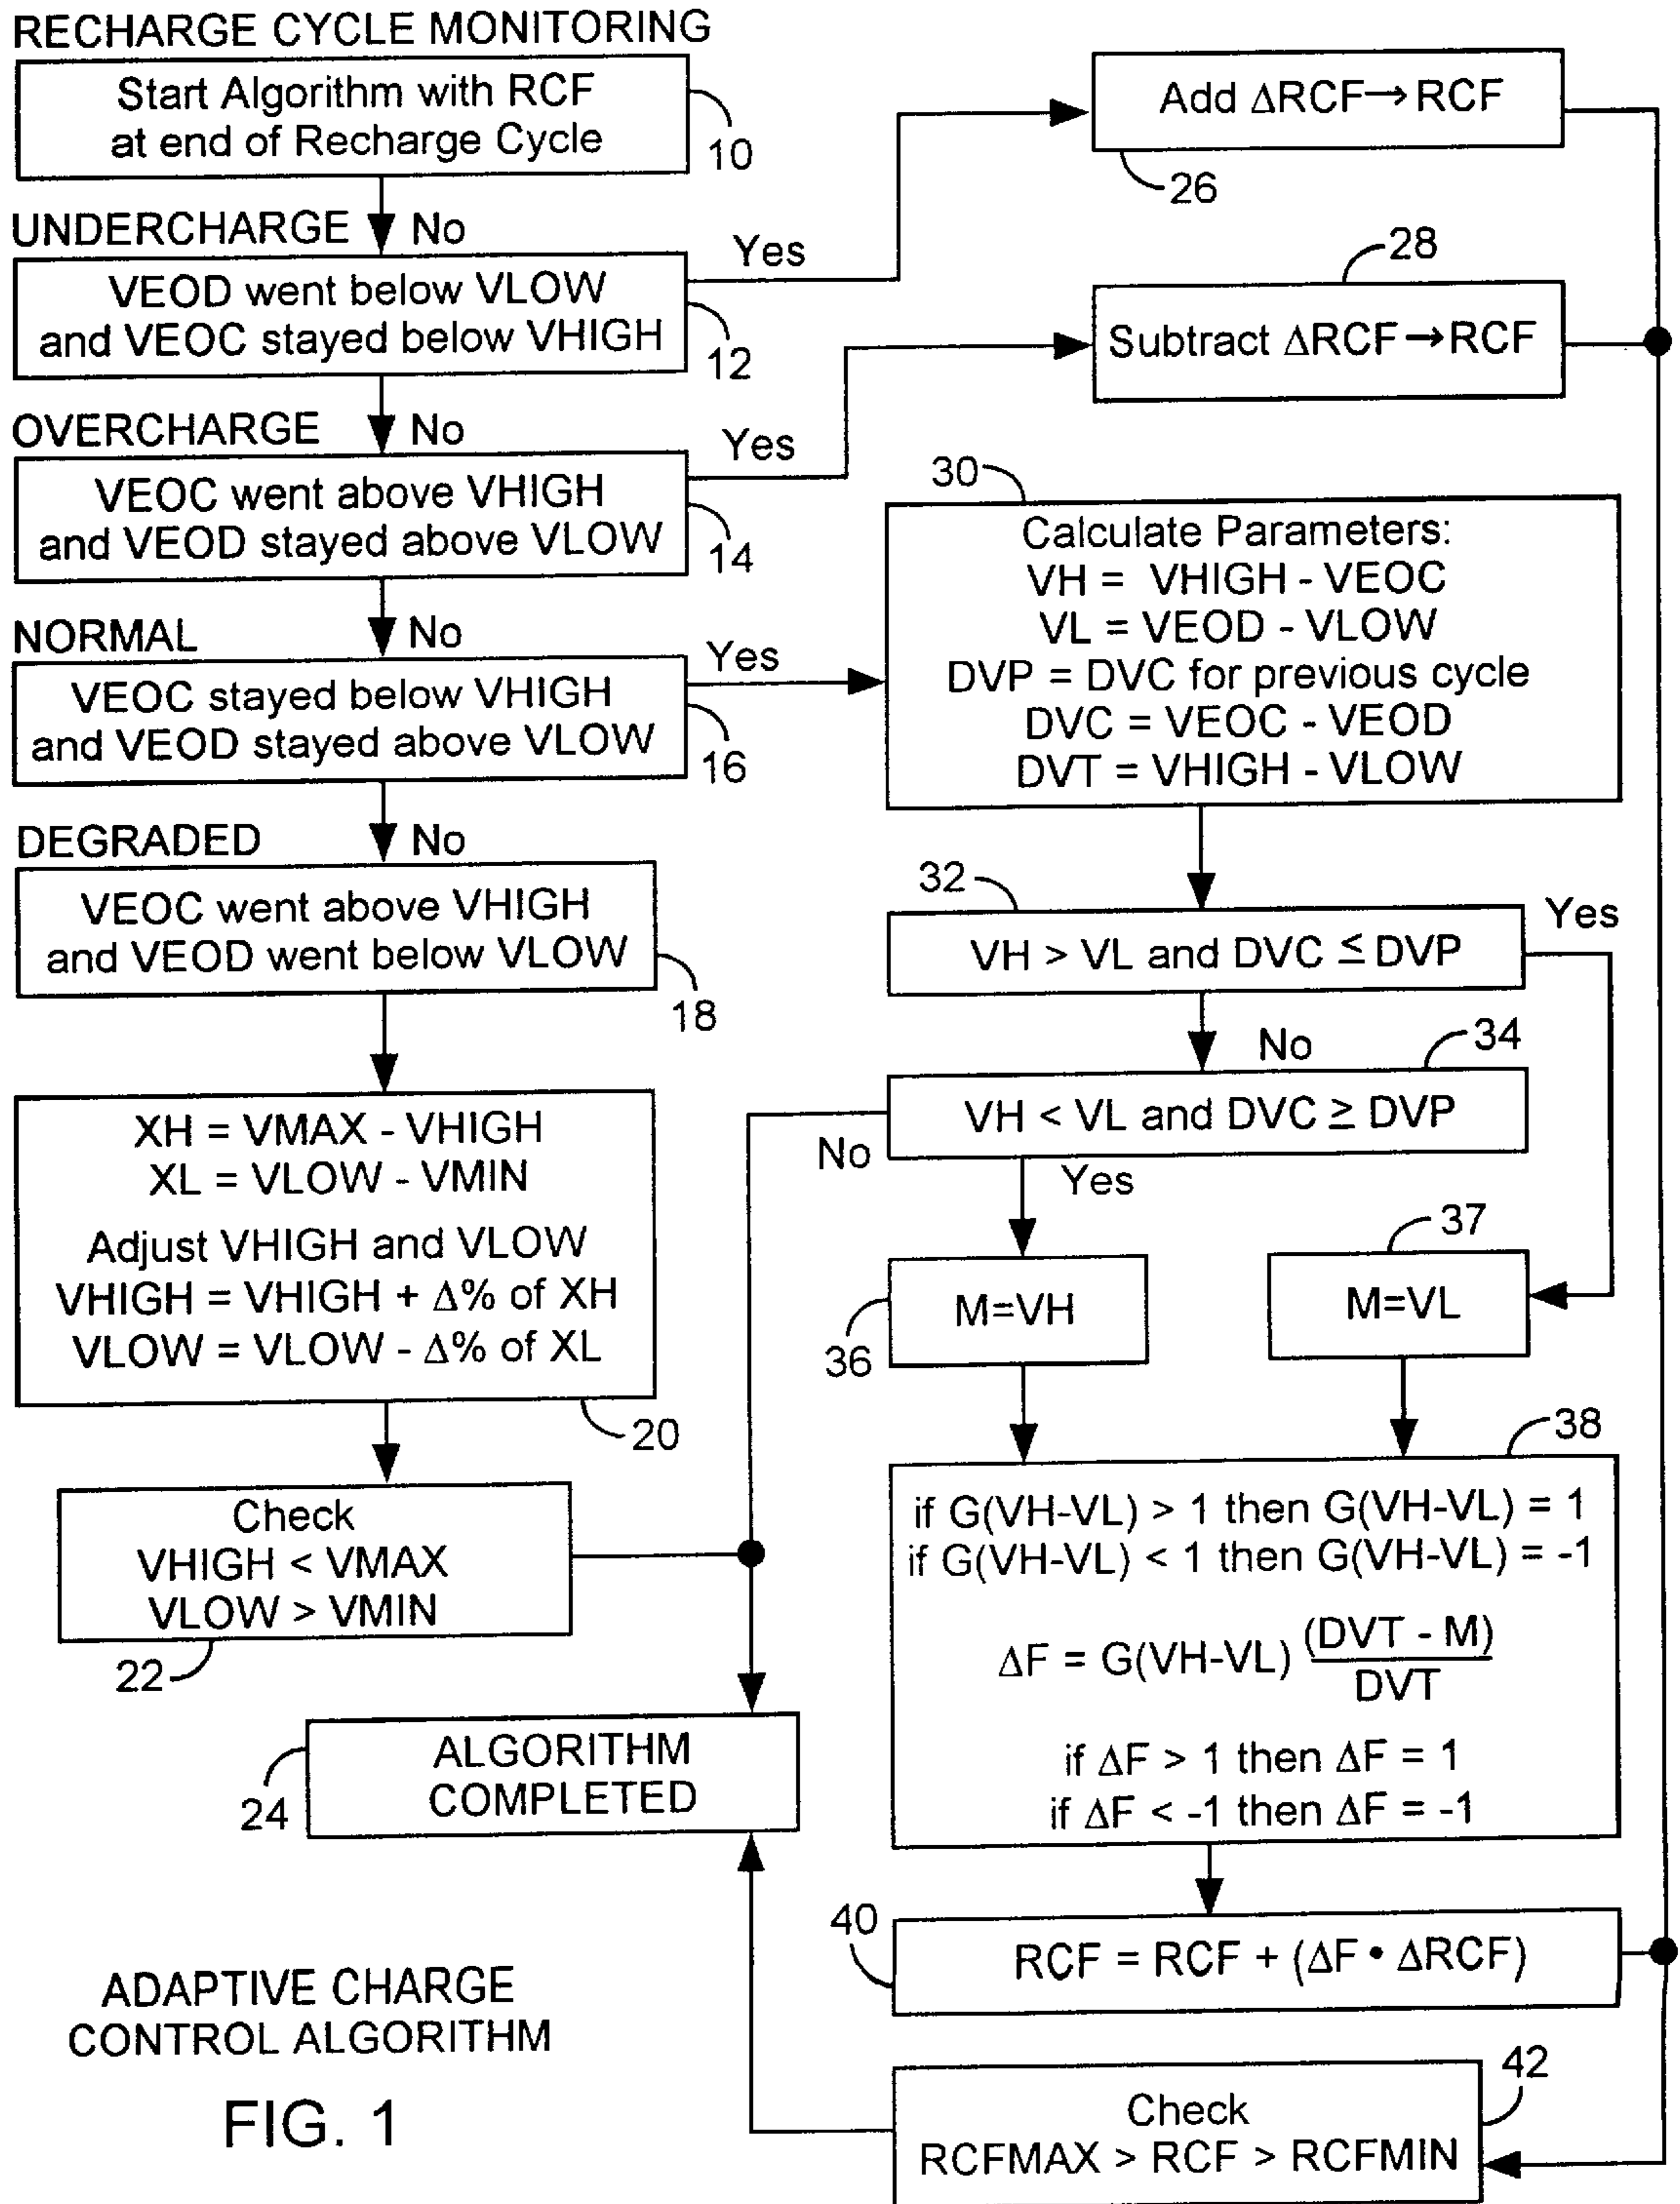 RECHARGE CYCLE MONITORING
Start Algorithm with RCF
at end of Recharge Cycle
10
UNDERCHARGE
No
VEOD went below VLOW
and VEOC stayed below VHIGH
12
Yes
Add ΔRCF→RCF
26
OVERCHARGE
No
VEOC went above VHIGH
and VEOD stayed above VLOW
14
Yes
Subtract ΔRCF→RCF
28
NORMAL
No
VEOC stayed below VHIGH
and VEOD stayed above VLOW
16
Yes
30
Calculate Parameters:
VH = VHIGH - VEOC
VL = VEOD - VLOW
DVP = DVC for previous cycle
DVC = VEOC - VEOD
DVT = VHIGH - VLOW
DEGRADED
No
VEOC went above VHIGH
and VEOD went below VLOW
18
XH = VMAX - VHIGH
XL = VLOW - VMIN
Adjust VHIGH and VLOW
VHIGH = VHIGH + Δ% of XH
VLOW = VLOW - Δ% of XL
20
Check
VHIGH < VMAX
VLOW > VMIN
22
ALGORITHM
COMPLETED
24
32
VH > VL and DVC ≤ DVP
Yes
No
34
VH < VL and DVC ≥ DVP
No
Yes
M=VH
36
37
M=VL
38
if G(VH-VL) > 1 then G(VH-VL) = 1
if G(VH-VL) < 1 then G(VH-VL) = -1
ΔF = G(VH-VL) (DVT - M)
DVT
if ΔF > 1 then ΔF = 1
if ΔF < -1 then ΔF = -1
40
RCF = RCF + (ΔF • ΔRCF)
42
Check
RCFMAX > RCF > RCFMIN
ADAPTIVE CHARGE
CONTROL ALGORITHM
FIG. 1